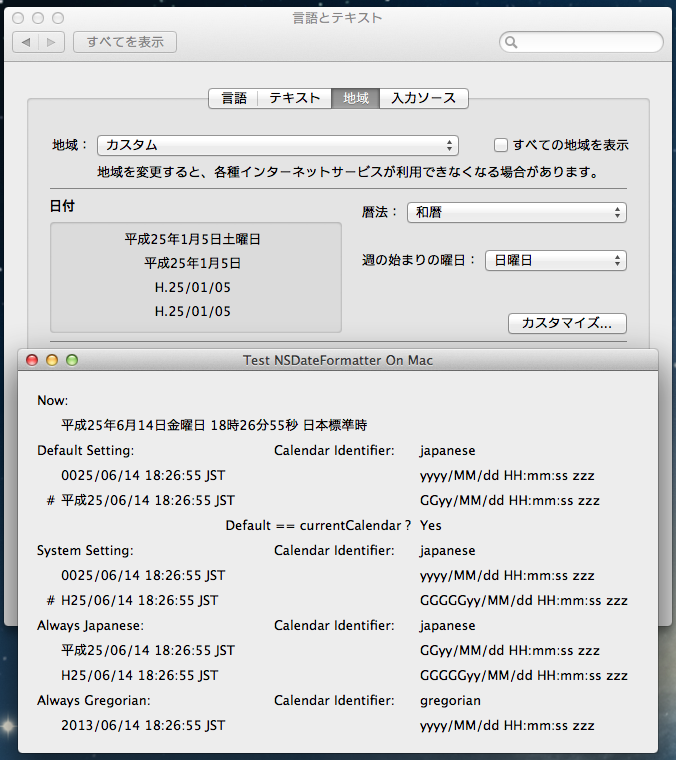 言語とテキスト
すべてを表示
言語 テキスト 地域 入力ソース
地域： カスタム すべての地域を表示
地域を変更すると、各種インターネットサービスが利用できなくなる場合があります。
日付
暦法： 和暦
平成25年1月5日土曜日
平成25年1月5日
週の始まりの曜日： 日曜日
H.25/01/05
H.25/01/05
カスタマイズ...
Test NSDateFormatter On Mac
Now:
平成25年6月14日金曜日 18時26分55秒 日本標準時
Default Setting: Calendar Identifier: japanese
0025/06/14 18:26:55 JST yyyy/MM/dd HH:mm:ss zzz
# 平成25/06/14 18:26:55 JST GGyy/MM/dd HH:mm:ss zzz
Default == currentCalendar ? Yes
System Setting: Calendar Identifier: japanese
0025/06/14 18:26:55 JST yyyy/MM/dd HH:mm:ss zzz
# H25/06/14 18:26:55 JST GGGGGyy/MM/dd HH:mm:ss zzz
Always Japanese: Calendar Identifier: japanese
平成25/06/14 18:26:55 JST GGyy/MM/dd HH:mm:ss zzz
H25/06/14 18:26:55 JST GGGGGyy/MM/dd HH:mm:ss zzz
Always Gregorian: Calendar Identifier: gregorian
2013/06/14 18:26:55 JST yyyy/MM/dd HH:mm:ss zzz